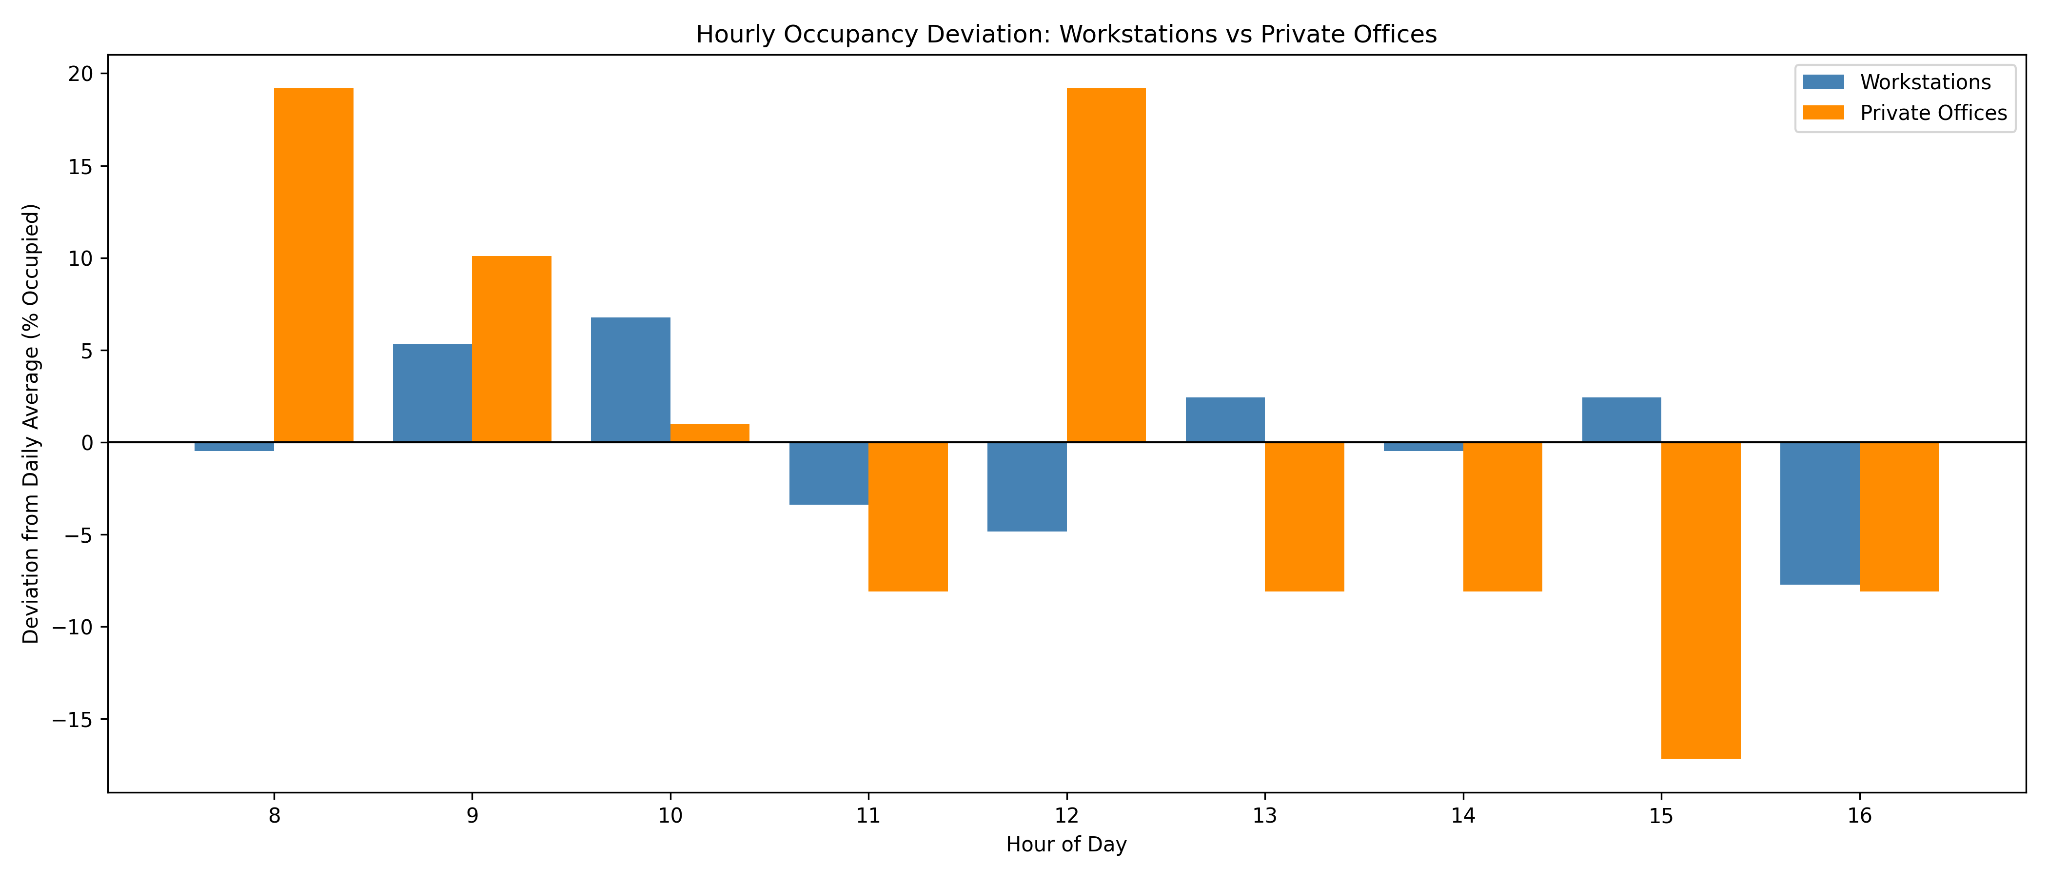 Hourly Occupancy Deviation: Workstations vs Private Offices
Workstations
Private Offices
Deviation from Daily Average (% Occupied)
20
15
10
5
0
−5
−10
−15
8 9 10 11 12 13 14 15 16
Hour of Day